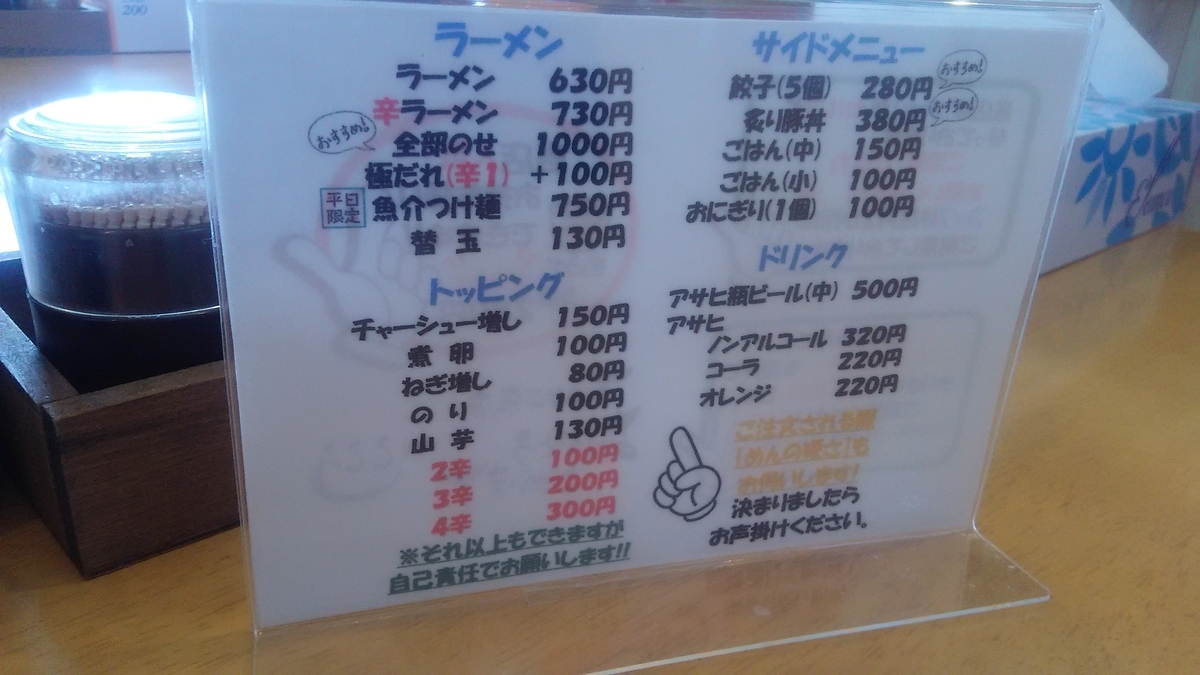 200
ラーメン
ラーメン 630円
辛ラーメン 730円
おすすめ!
全部のせ 1000円
極だれ(辛1) +100円
平日限定 魚介つけ麺 750円
替 玉 130円
トッピング
チャーシュー増し 150円
煮 卵 100円
ねぎ増し 80円
の り 100円
山 芋 130円
2辛 100円
3辛 200円
4辛 300円
※それ以上もできますが
自己責任でお願いします!!
サイドメニュー
餃子(5個) 280円 おすすめ!
炙り豚丼 380円 おすすめ!
ごはん(中) 150円
ごはん(小) 100円
おにぎり(1個) 100円
ドリンク
アサヒ瓶ビール(中) 500円
アサヒ
ノンアルコール 320円
コーラ 220円
オレンジ 220円
ご注文される際
「めんの硬さ」も
お伺いします!
決まりましたら
お声掛けください。